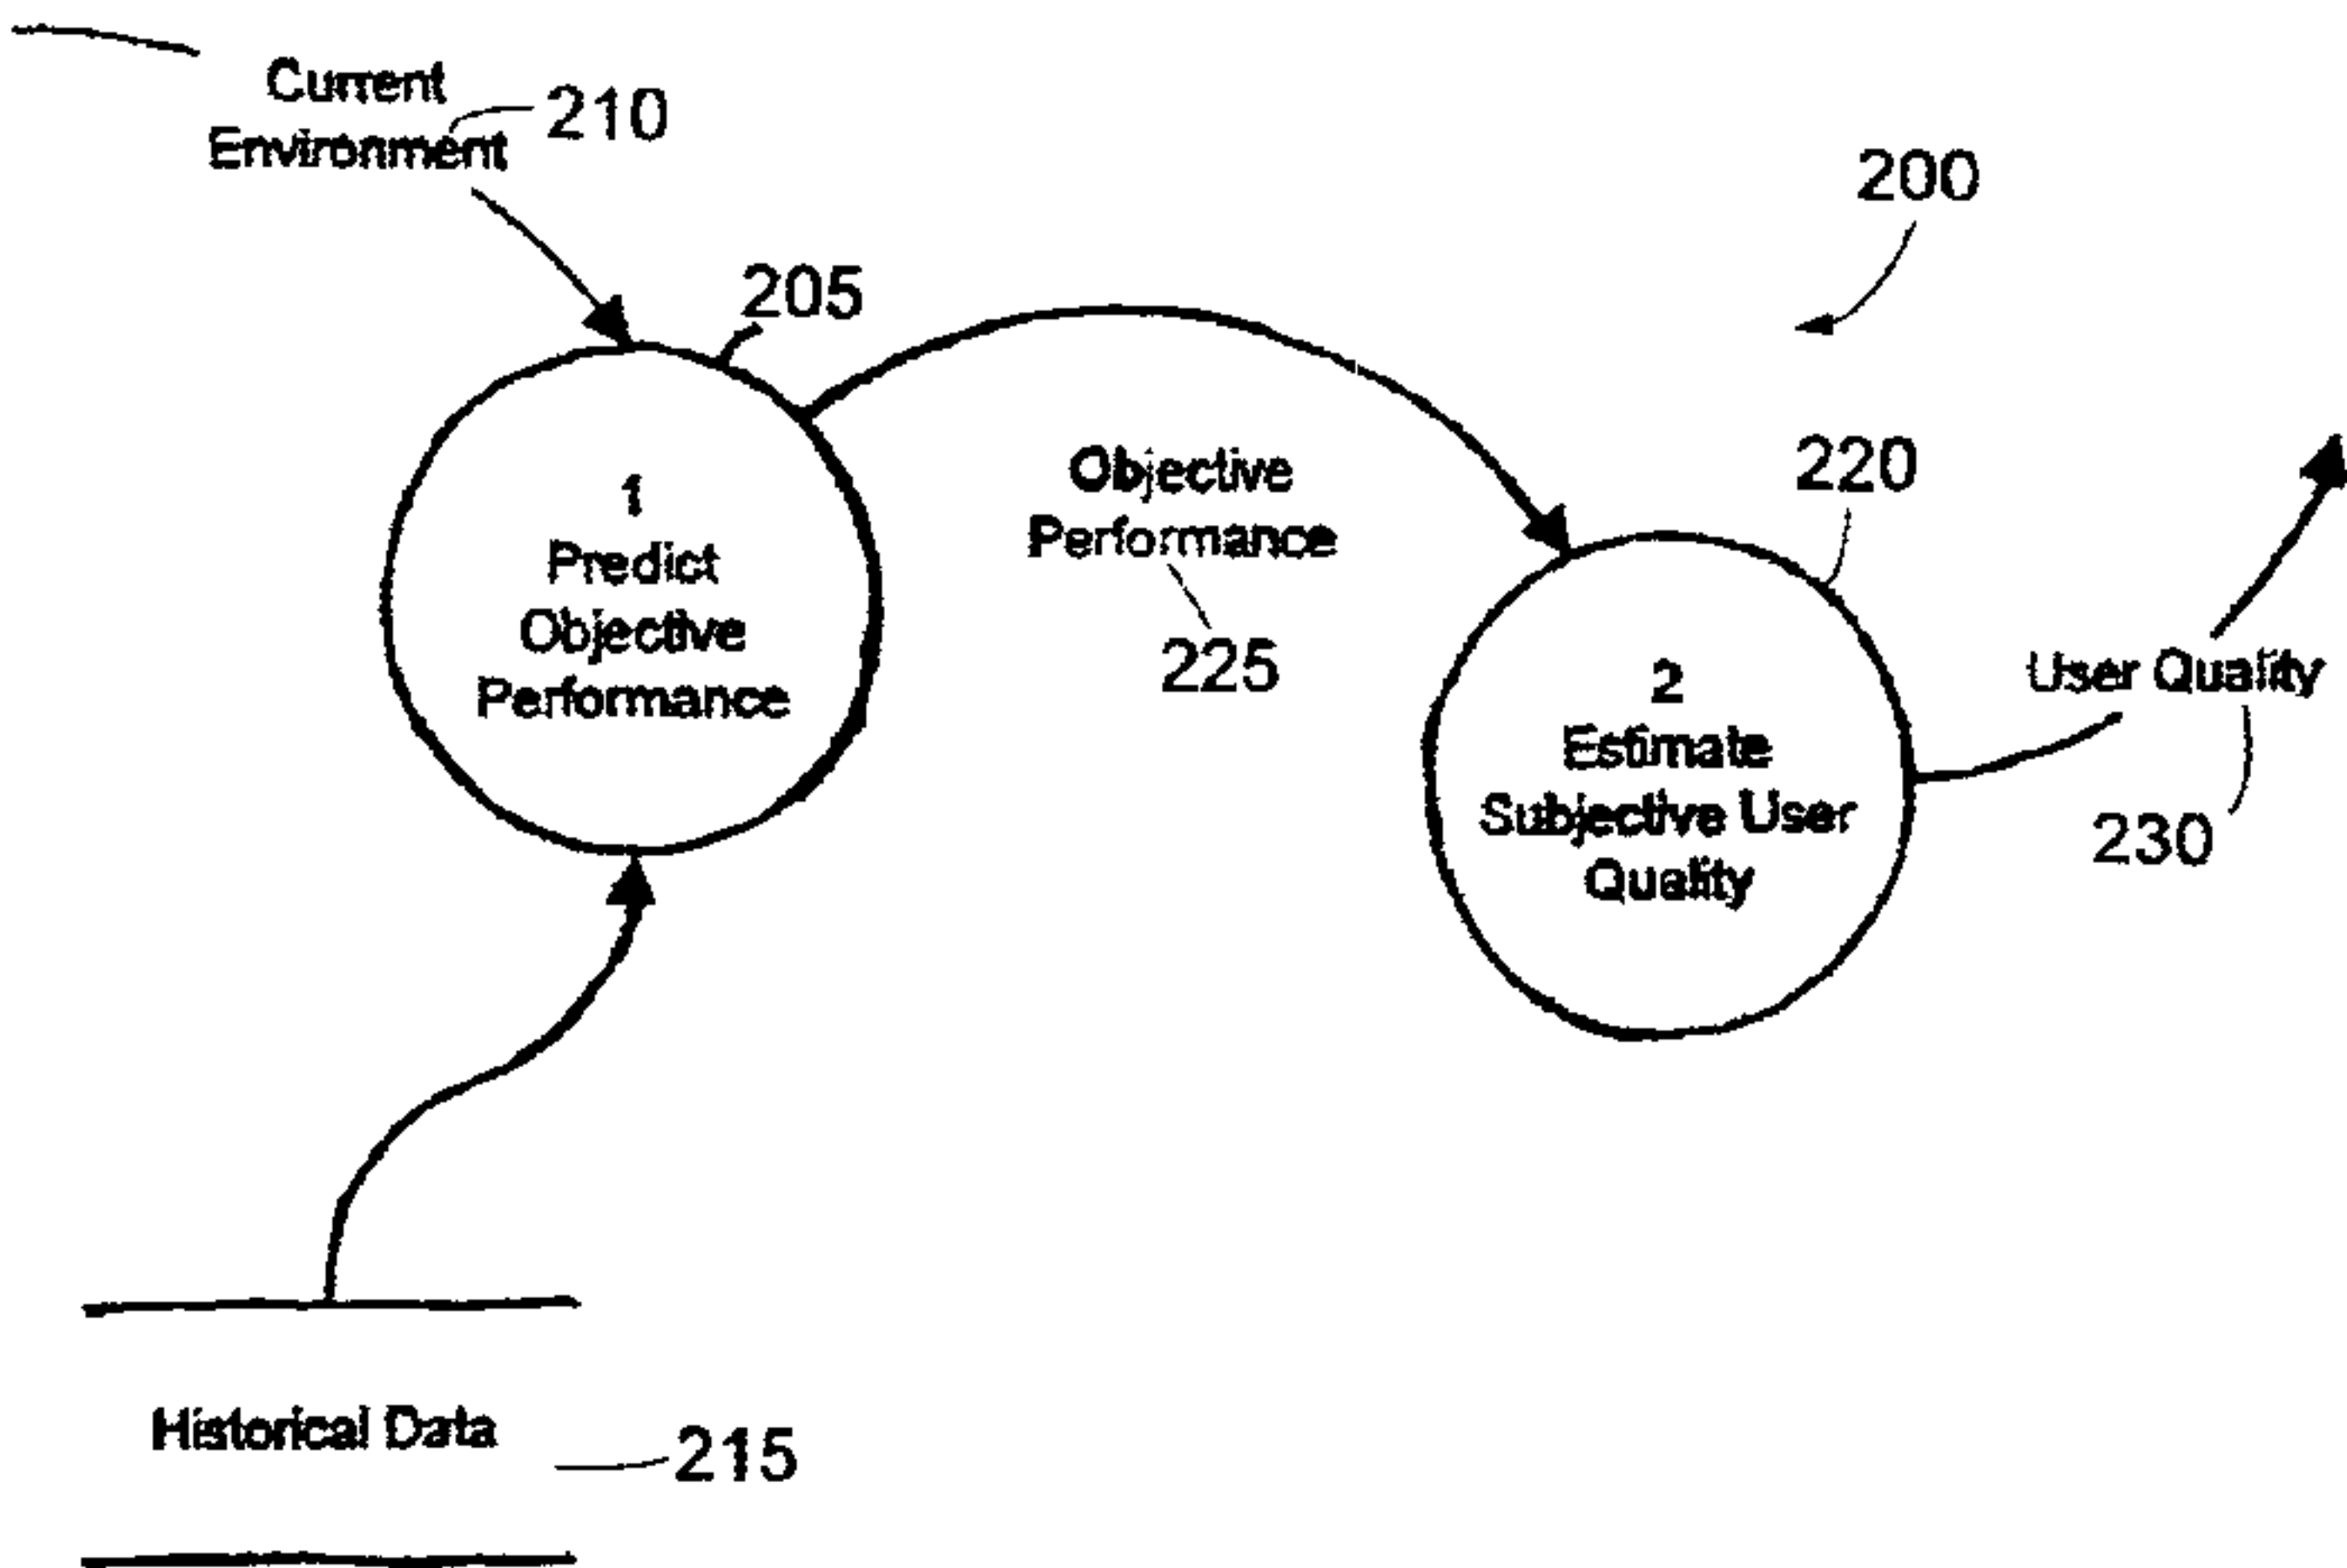 Current
Environment
210
200
205
1
Predict
Objective
Performance
Objective
Performance
225
220
2
Estimate
Subjective User
Quality
User Quality
230
Historical Data
215